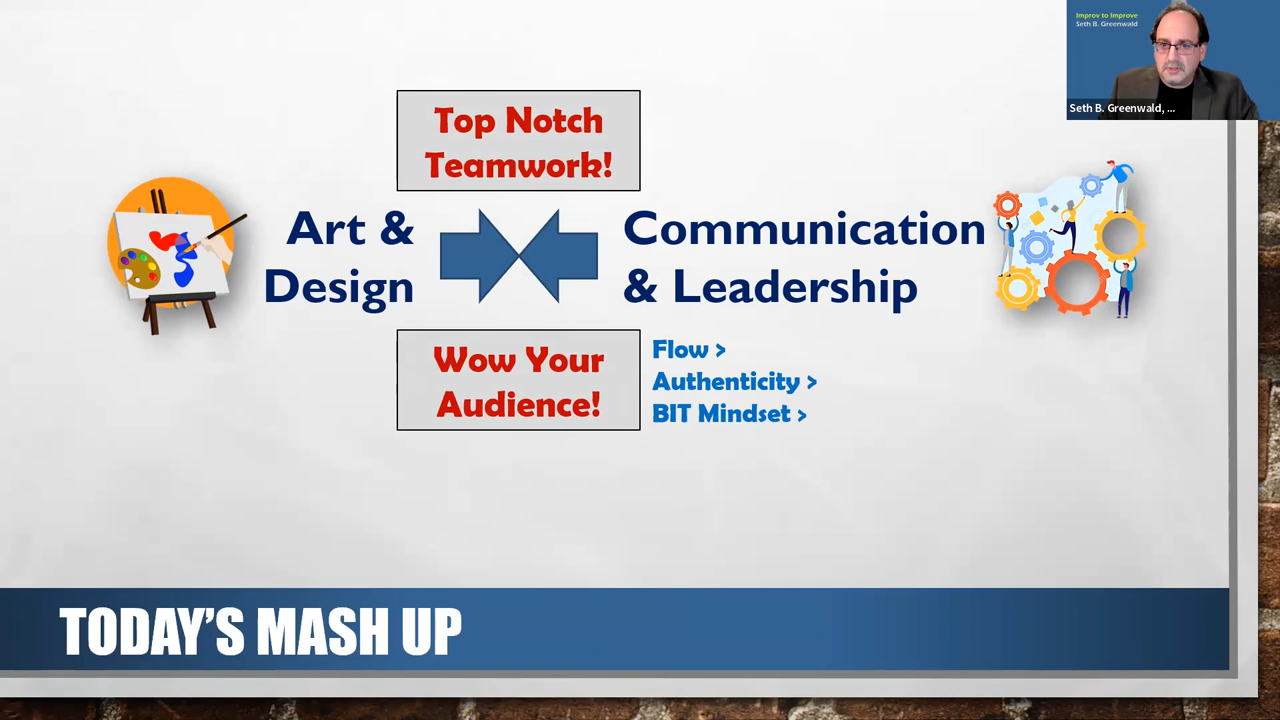 Improv to Improve
Seth B. Greenwald
Seth B. Greenwald, ...
Top Notch
Teamwork!
Art &
Design
Communication
& Leadership
Wow Your
Audience!
Flow >
Authenticity >
BIT Mindset >
TODAY'S MASH UP